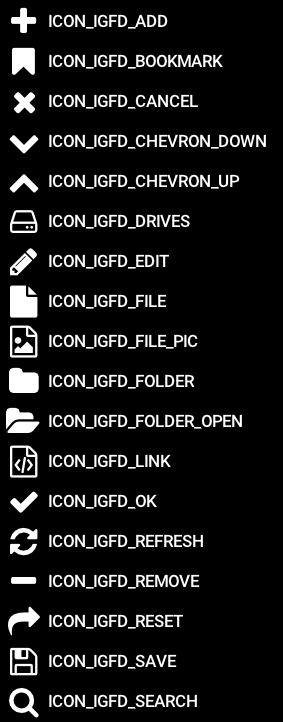 ICON_IGFD_ADD
ICON_IGFD_BOOKMARK
ICON_IGFD_CANCEL
ICON_IGFD_CHEVRON_DOWN
ICON_IGFD_CHEVRON_UP
ICON_IGFD_DRIVES
ICON_IGFD_EDIT
ICON_IGFD_FILE
ICON_IGFD_FILE_PIC
ICON_IGFD_FOLDER
ICON_IGFD_FOLDER_OPEN
ICON_IGFD_LINK
ICON_IGFD_OK
ICON_IGFD_REFRESH
ICON_IGFD_REMOVE
ICON_IGFD_RESET
ICON_IGFD_SAVE
ICON_IGFD_SEARCH